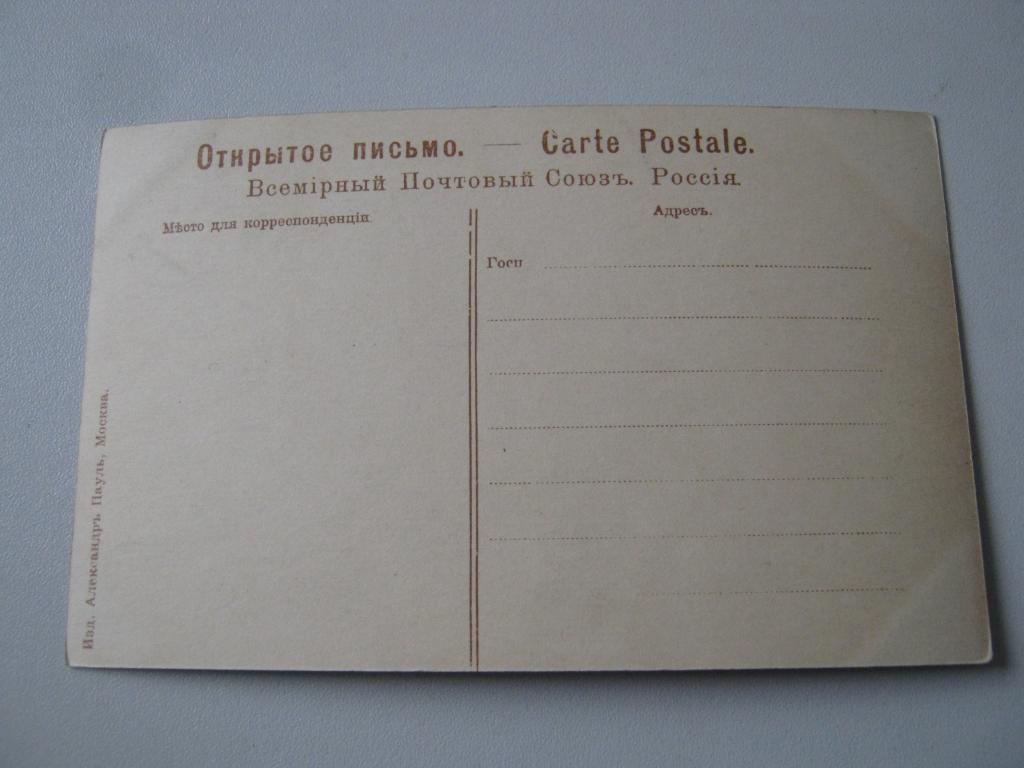 Открытое письмо. — Carte Postale.
Всемірный Почтовый Союзъ. Россія.
Мѣсто для корреспонденціи
Адресъ.
Госп
Изд. Александръ Пауль, Москва.